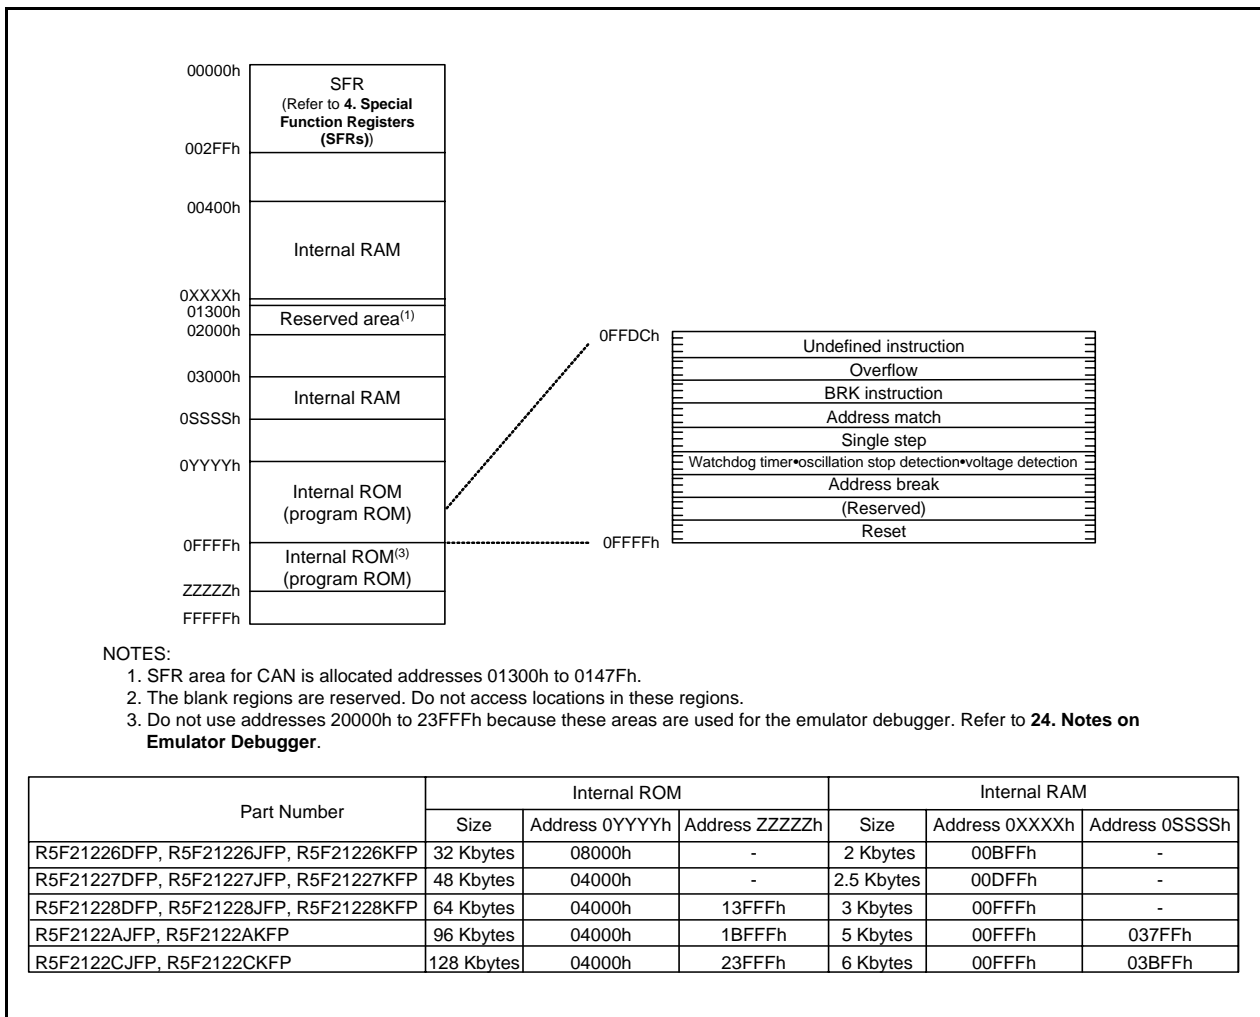 00000h
SFR
(Refer to 4. Special
Function Registers
(SFRs))
002FFh
00400h
Internal RAM
0XXXXh
01300h
Reserved area(1)
02000h
03000h
Internal RAM
0SSSSh
0YYYYh
Internal ROM
(program ROM)
0FFFFh
Internal ROM(3)
(program ROM)
ZZZZZh
FFFFFh
0FFDCh
Undefined instruction
Overflow
BRK instruction
Address match
Single step
Watchdog timer•oscillation stop detection•voltage detection
Address break
(Reserved)
Reset
0FFFFh
NOTES:
1. SFR area for CAN is allocated addresses 01300h to 0147Fh.
2. The blank regions are reserved. Do not access locations in these regions.
3. Do not use addresses 20000h to 23FFFh because these areas are used for the emulator debugger. Refer to 24. Notes on
Emulator Debugger.
Part Number Internal ROM Internal RAM
Size Address 0YYYYh Address ZZZZZh Size Address 0XXXXh Address 0SSSSh
R5F21226DFP, R5F21226JFP, R5F21226KFP 32 Kbytes 08000h - 2 Kbytes 00BFFh -
R5F21227DFP, R5F21227JFP, R5F21227KFP 48 Kbytes 04000h - 2.5 Kbytes 00DFFh -
R5F21228DFP, R5F21228JFP, R5F21228KFP 64 Kbytes 04000h 13FFFh 3 Kbytes 00FFFh -
R5F2122AJFP, R5F2122AKFP 96 Kbytes 04000h 1BFFFh 5 Kbytes 00FFFh 037FFh
R5F2122CJFP, R5F2122CKFP 128 Kbytes 04000h 23FFFh 6 Kbytes 00FFFh 03BFFh